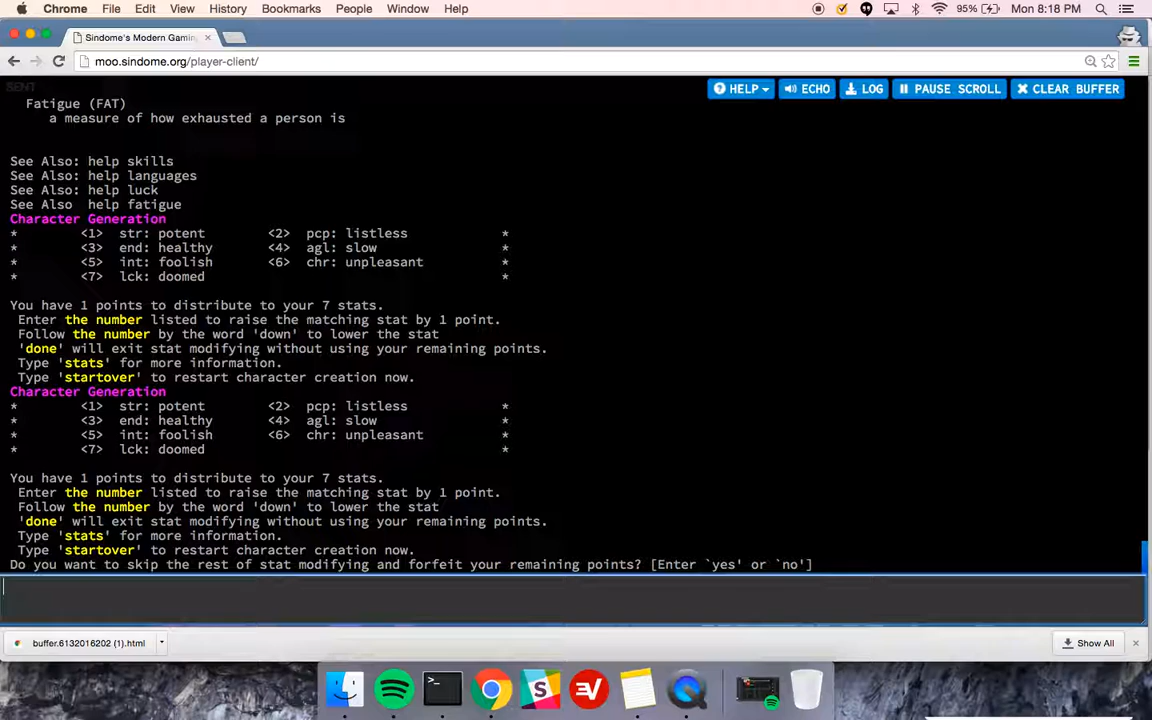 Chrome File Edit View History Bookmarks People Window Help 95% Mon 8:18 PM
Sindome's Modern Gaming
moo.sindome.org/player-client/
SENT
HELP ECHO LOG PAUSE SCROLL CLEAR BUFFER
Fatigue (FAT)
a measure of how exhausted a person is
See Also: help skills
See Also: help languages
See Also: help luck
See Also help fatigue
Character Generation
* <1> str: potent <2> pcp: listless *
* <3> end: healthy <4> agl: slow *
* <5> int: foolish <6> chr: unpleasant *
* <7> lck: doomed *
You have 1 points to distribute to your 7 stats.
Enter the number listed to raise the matching stat by 1 point.
Follow the number by the word 'down' to lower the stat
'done' will exit stat modifying without using your remaining points.
Type 'stats' for more information.
Type 'startover' to restart character creation now.
Character Generation
* <1> str: potent <2> pcp: listless *
* <3> end: healthy <4> agl: slow *
* <5> int: foolish <6> chr: unpleasant *
* <7> lck: doomed *
You have 1 points to distribute to your 7 stats.
Enter the number listed to raise the matching stat by 1 point.
Follow the number by the word 'down' to lower the stat
'done' will exit stat modifying without using your remaining points.
Type 'stats' for more information.
Type 'startover' to restart character creation now.
Do you want to skip the rest of stat modifying and forfeit your remaining points? [Enter `yes' or `no']
buffer.6132016202 (1).html Show All